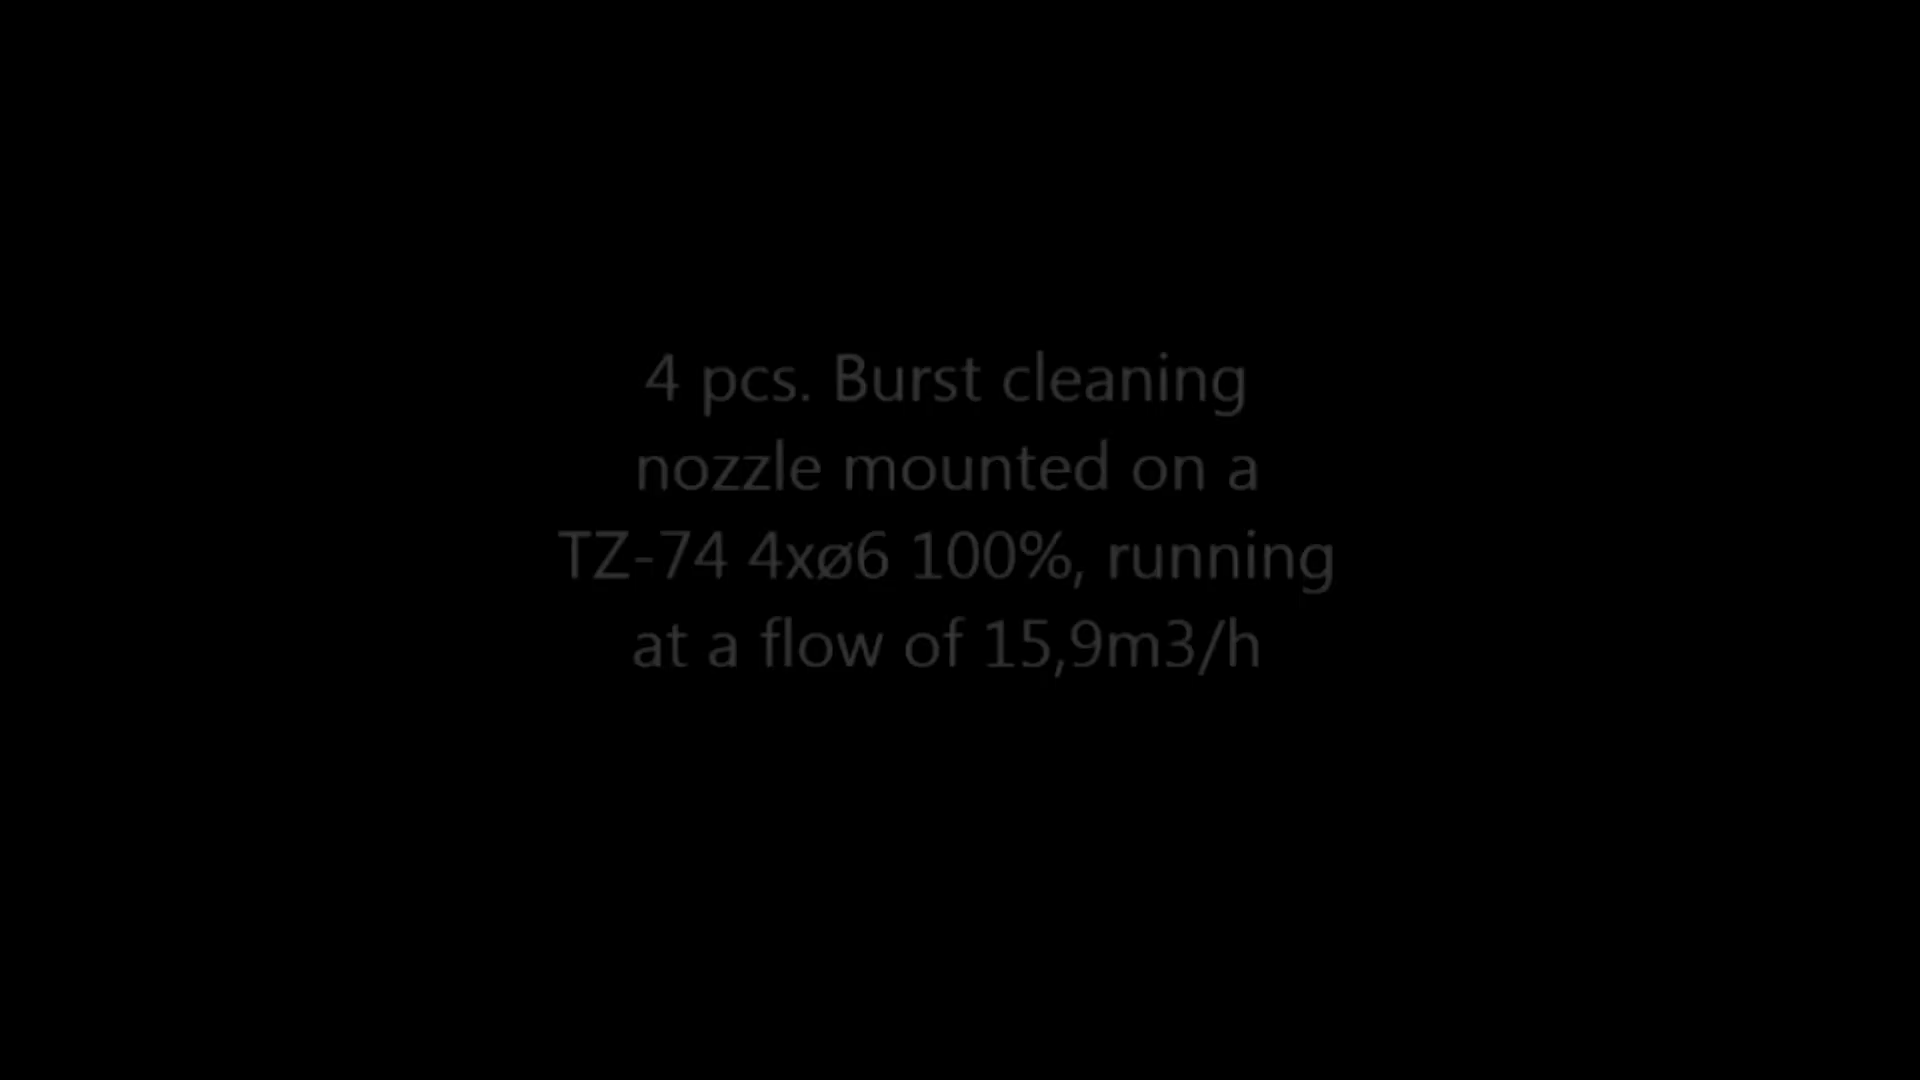 4 pcs. Burst cleaning
nozzle mounted on a
TZ-74 4xø6 100%, running
at a flow of 15,9m3/h